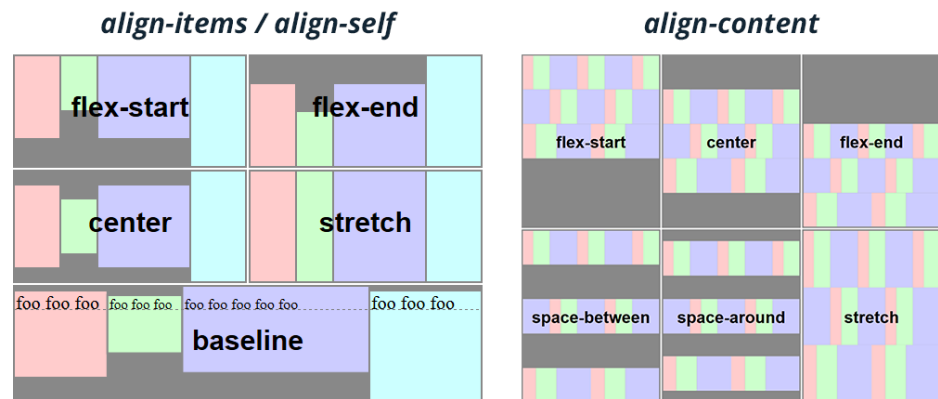 align-items / align-self
flex-start
flex-end
center
stretch
foo foo foo
foo foo foo
foo foo foo foo foo
foo foo foo
baseline
align-content
flex-start
center
flex-end
space-between
space-around
stretch